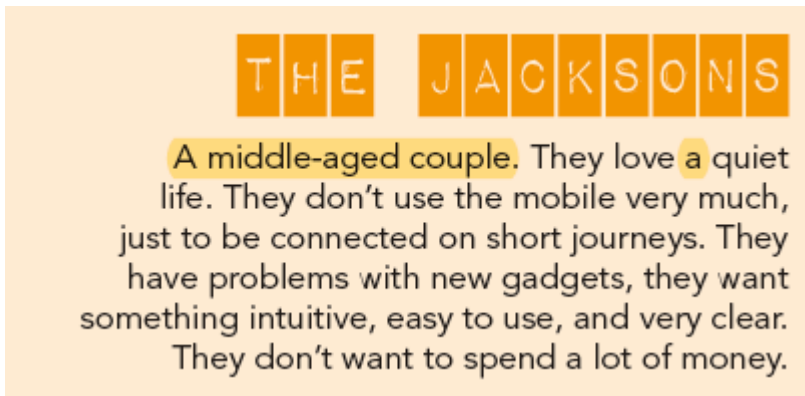 THE JACKSONS
A middle-aged couple. They love a quiet
life. They don't use the mobile very much,
just to be connected on short journeys. They
have problems with new gadgets, they want
something intuitive, easy to use, and very clear.
They don't want to spend a lot of money.